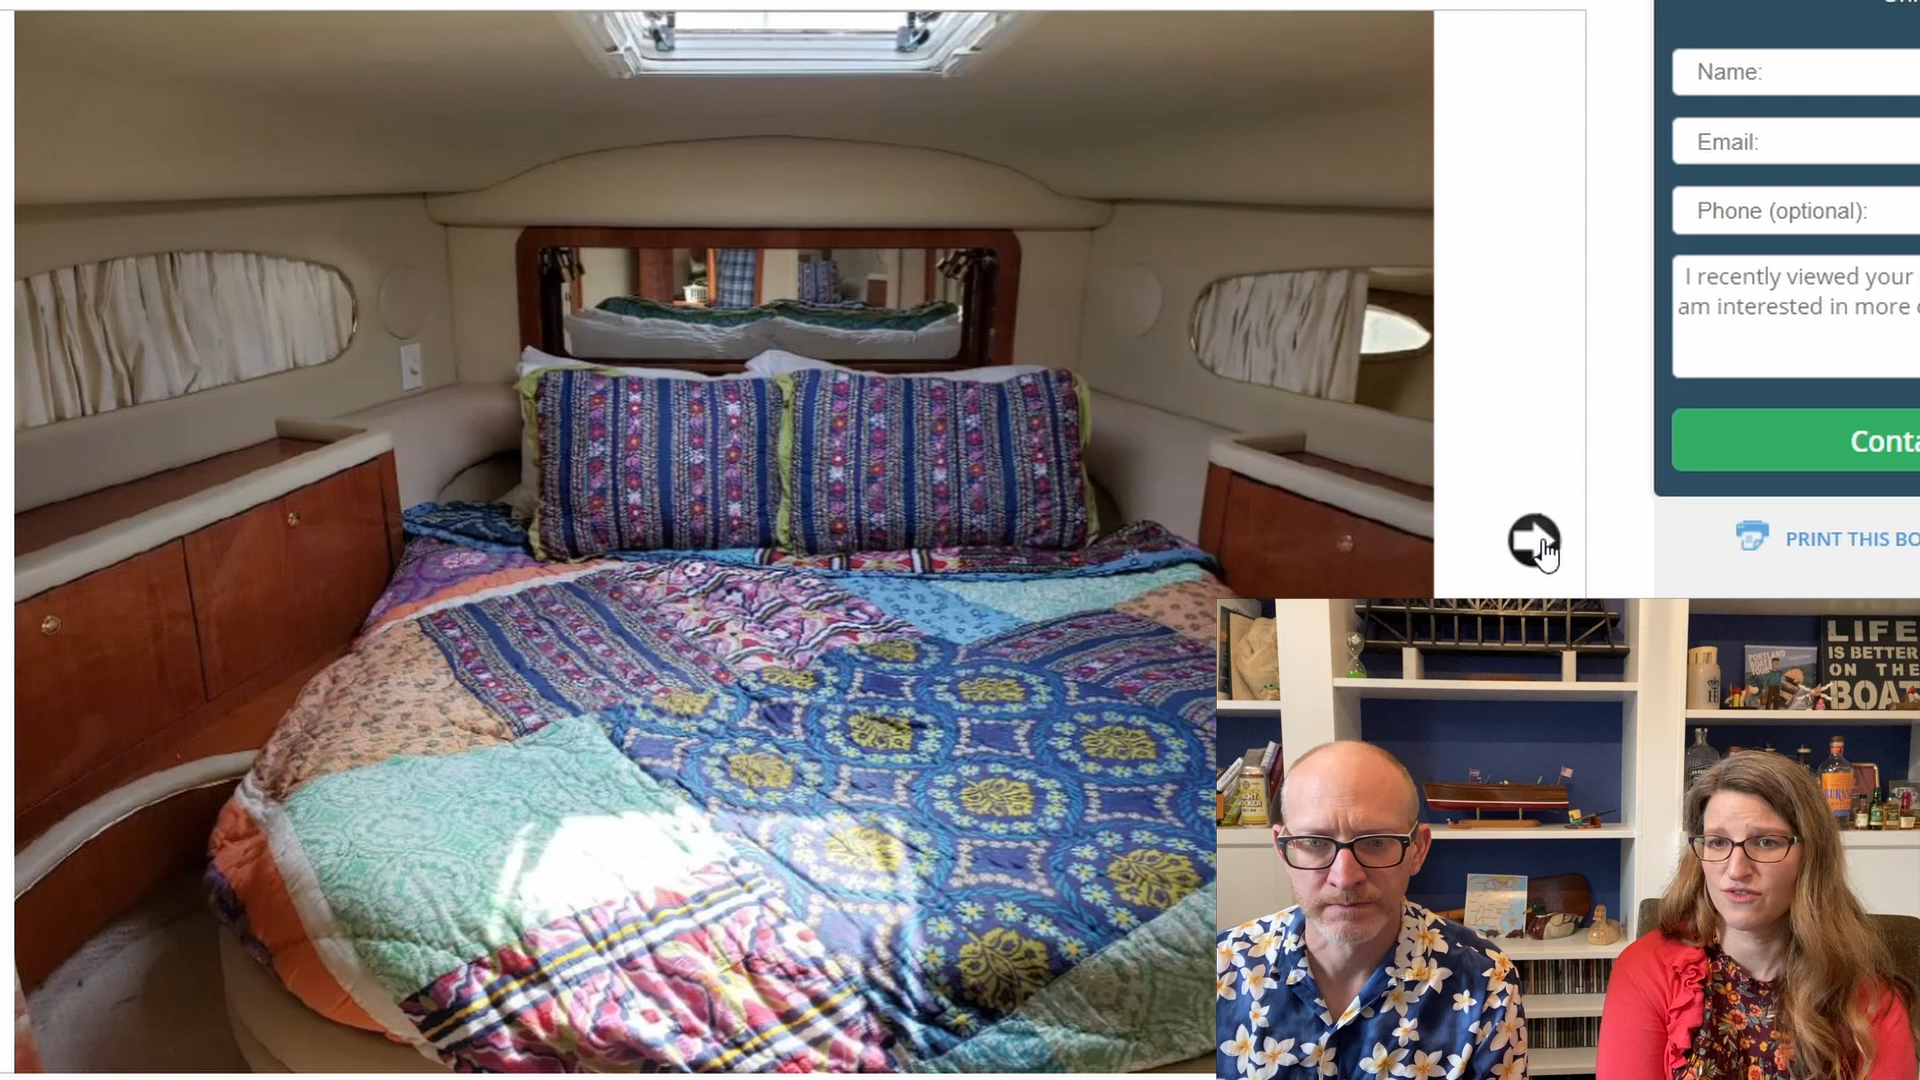 Name:
Email:
Phone (optional):
I recently viewed your
am interested in more
Conta
PRINT THIS BO
LIFE
IS BETTER
ON THE
BOAT
PORTLAND